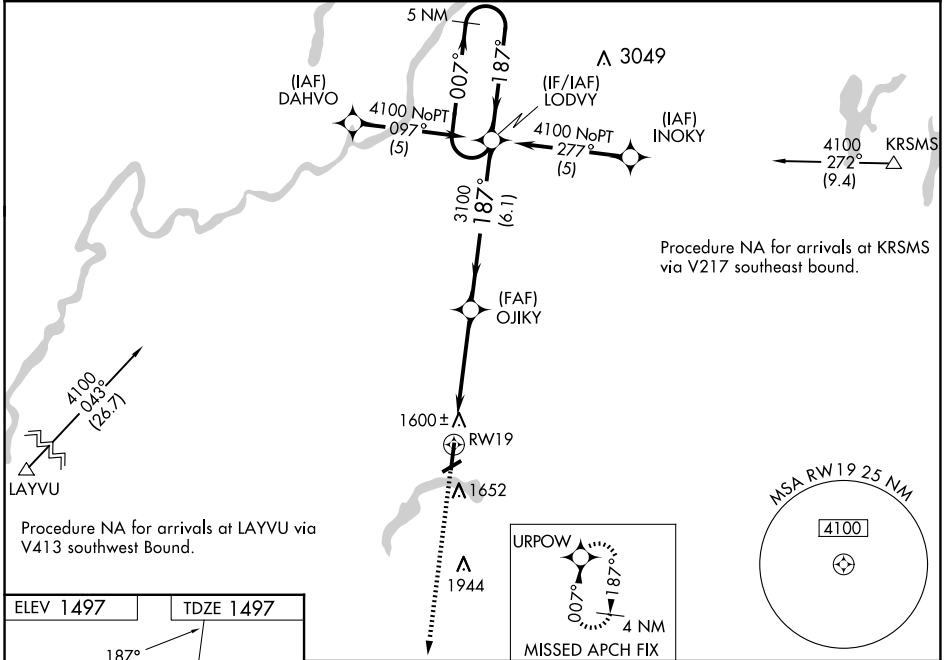 5 NM
007°
187°
3049
(IAF)
DAHVO
(IF/IAF)
LODVY
4100 NoPT
097°
(5)
4100 NoPT
277°
(5)
(IAF)
INOKY
4100
272°
(9.4)
KRSMS
3100
187°
(6.1)
Procedure NA for arrivals at KRSMS
via V217 southeast bound.
(FAF)
OJIKY
4100
043°
(26.7)
LAYVU
1600 ±
RW19
1652
1944
Procedure NA for arrivals at LAYVU via
V413 southwest Bound.
MSA RW19 25 NM
4100
URPOW
007°
187°
4 NM
MISSED APCH FIX
ELEV 1497
TDZE 1497
187°